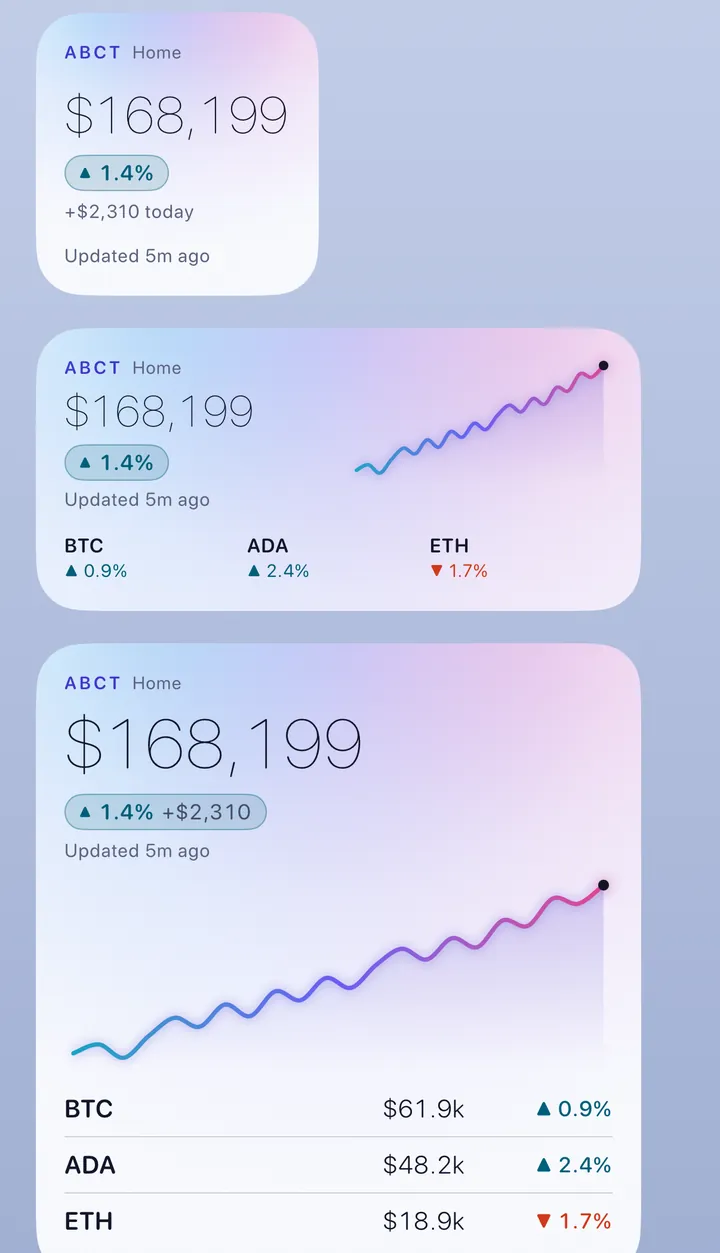 ABCT Home
$168,199
▲ 1.4%
+$2,310 today
Updated 5m ago
ABCT Home
$168,199
▲ 1.4%
Updated 5m ago
BTC ADA ETH
▲ 0.9% ▲ 2.4% ▼ 1.7%
ABCT Home
$168,199
▲ 1.4% +$2,310
Updated 5m ago
BTC $61.9k ▲ 0.9%
ADA $48.2k ▲ 2.4%
ETH $18.9k ▼ 1.7%